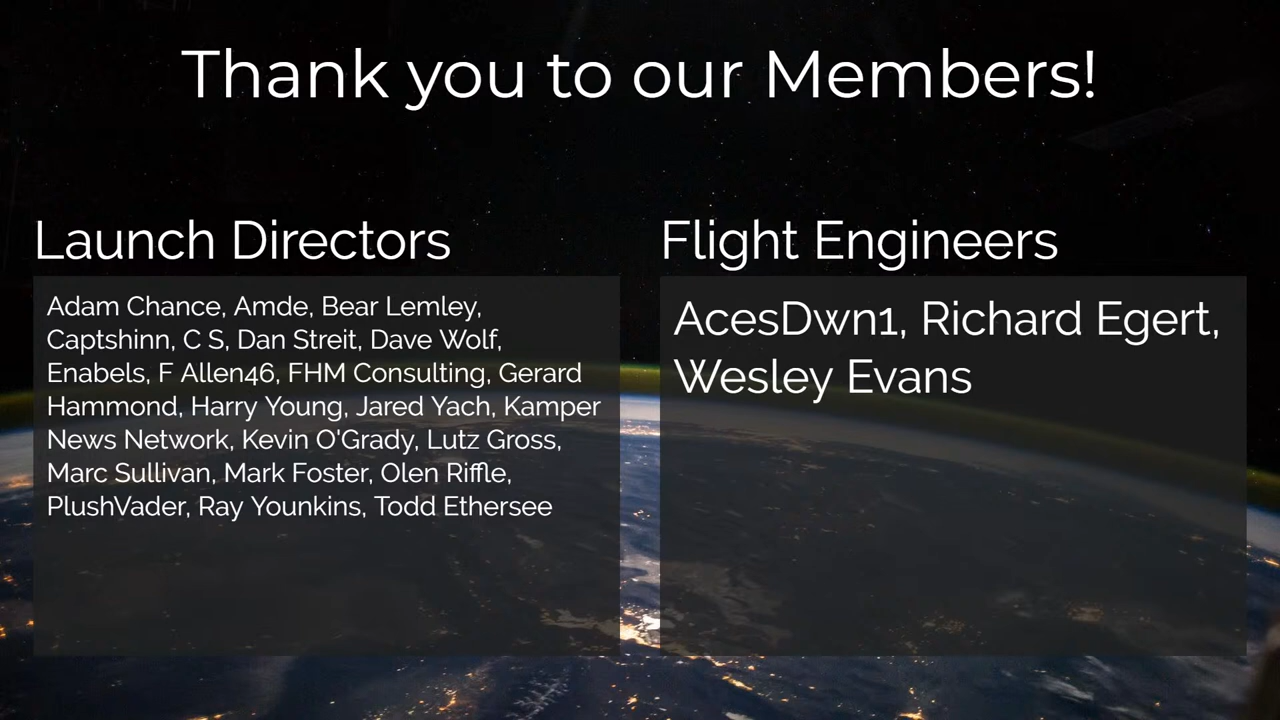 Thank you to our Members!
Launch Directors
Adam Chance, Amde, Bear Lemley,
Captshinn, C S, Dan Streit, Dave Wolf,
Enabels, F Allen46, FHM Consulting, Gerard
Hammond, Harry Young, Jared Yach, Kamper
News Network, Kevin O'Grady, Lutz Gross,
Marc Sullivan, Mark Foster, Olen Riffle,
PlushVader, Ray Younkins, Todd Ethersee
Flight Engineers
AcesDwn1, Richard Egert,
Wesley Evans